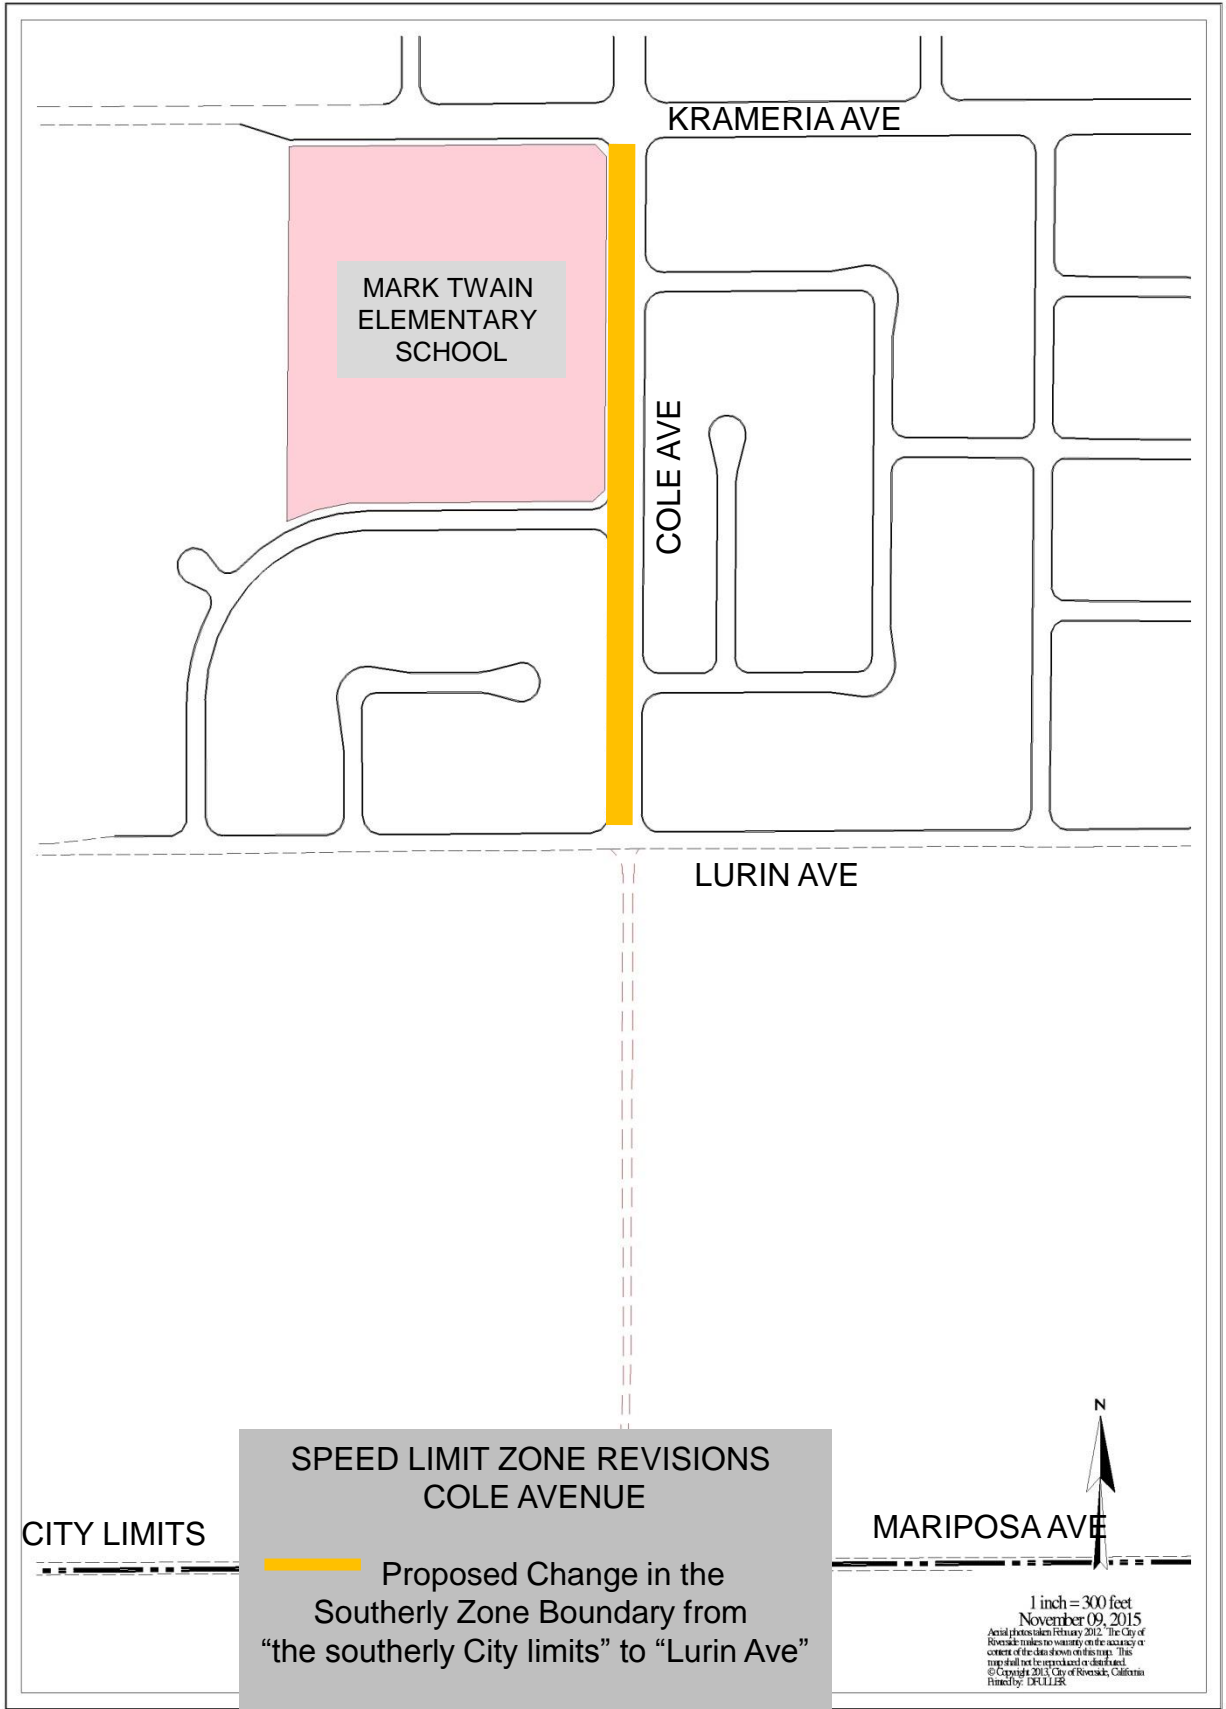 KRAMERIA AVE
MARK TWAIN
ELEMENTARY
SCHOOL
COLE AVE
LURIN AVE
N
SPEED LIMIT ZONE REVISIONS
COLE AVENUE
CITY LIMITS
MARIPOSA AVE
Proposed Change in the
Southerly Zone Boundary from
“the southerly City limits” to “Lurin Ave”
1 inch = 300 feet
November 09, 2015
Aerial photos taken February 2012. The City of
Riverside makes no warranty on the accuracy or
content of the data shown on this map. This
map shall not be reproduced or distributed.
© Copyright 2013, City of Riverside, California
Printed by: DFULLER